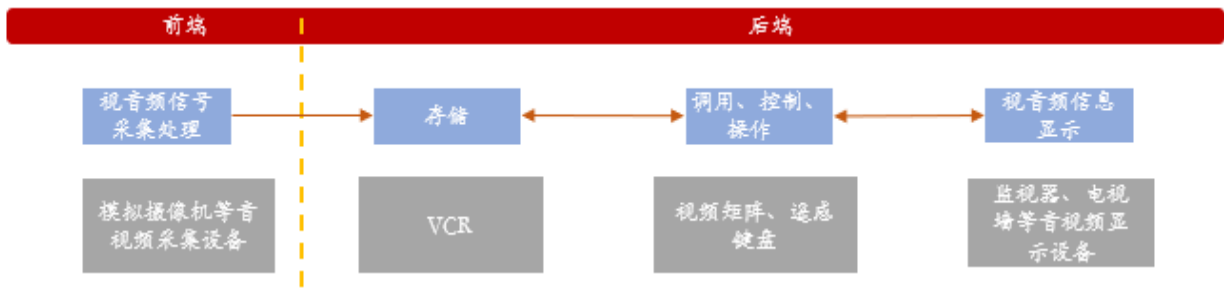 前端
后端
视音频信号
采集处理
存储
调用、控制、
操作
视音频信息
显示
模拟摄像机等音
视频采集设备
VCR
视频矩阵、遥感
键盘
监视器、电视
墙等音视频显
示设备